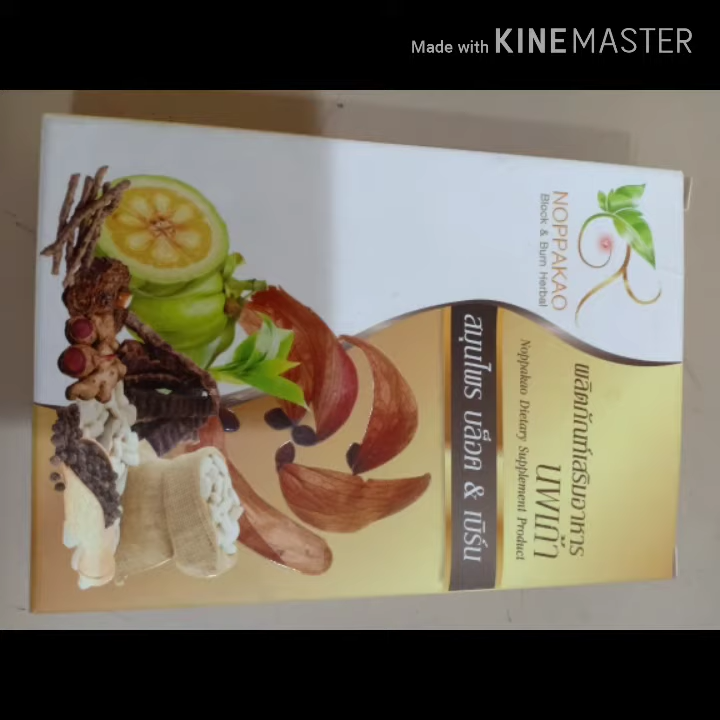 Made with KINEMASTER
NOPPAKAO
Block & Burn Herbal
ผลิตภัณฑ์เสริมอาหาร
นพเก้า
Noppakao Dietary Supplement Product
สมุนไพร บล็อค & เบิร์น